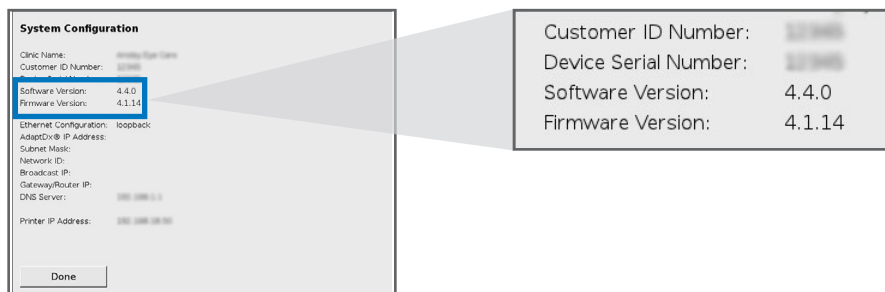 System Configuration
Clinic Name:
Customer ID Number:
Software Version: 4.4.0
Firmware Version: 4.1.14
Ethernet Configuration: loopback
AdaptDx® IP Address:
Subnet Mask:
Network ID:
Broadcast IP:
Gateway/Router IP:
DNS Server:
Printer IP Address:
Done
Customer ID Number:
Device Serial Number:
Software Version: 4.4.0
Firmware Version: 4.1.14